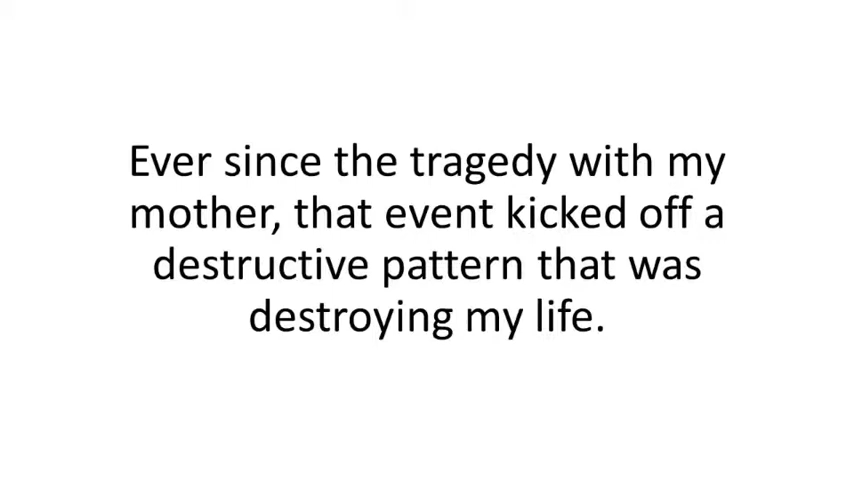 Ever since the tragedy with my
mother, that event kicked off a
destructive pattern that was
destroying my life.